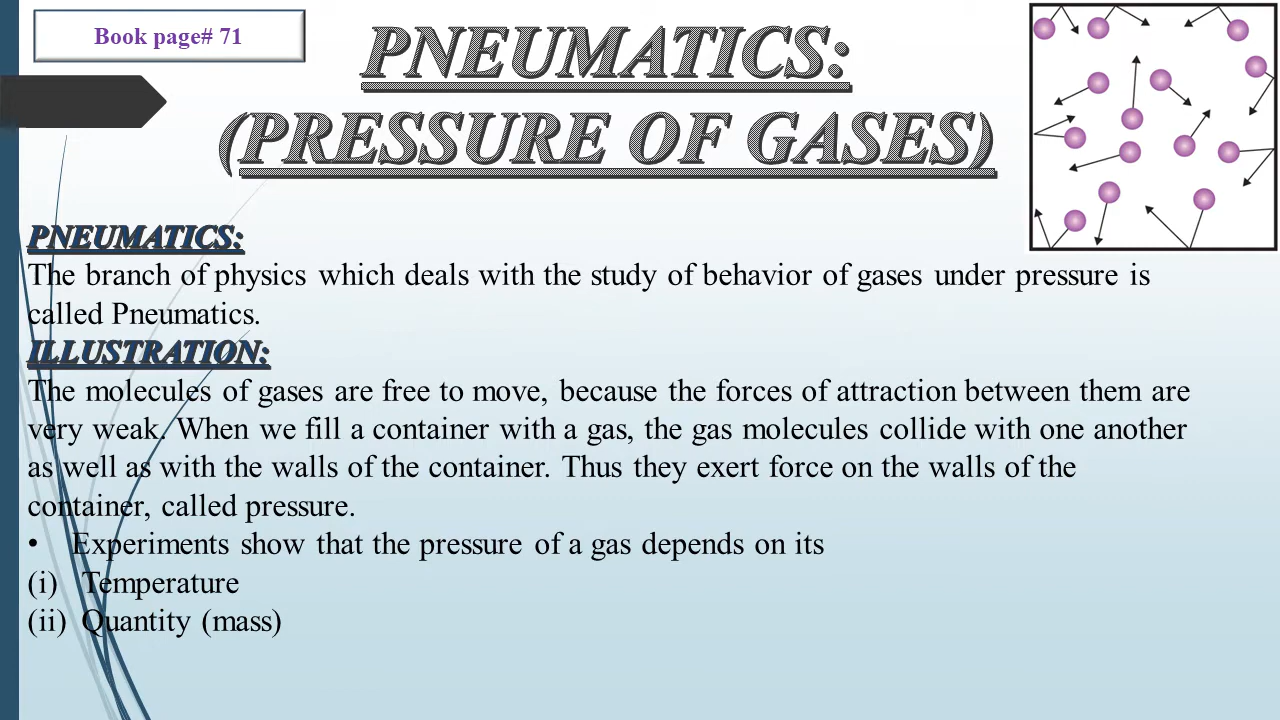 Book page# 71
PNEUMATICS:
(PRESSURE OF GASES)
PNEUMATICS:
The branch of physics which deals with the study of behavior of gases under pressure is
called Pneumatics.
ILLUSTRATION:
The molecules of gases are free to move, because the forces of attraction between them are
very weak. When we fill a container with a gas, the gas molecules collide with one another
as well as with the walls of the container. Thus they exert force on the walls of the
container, called pressure.
• Experiments show that the pressure of a gas depends on its
(i) Temperature
(ii) Quantity (mass)